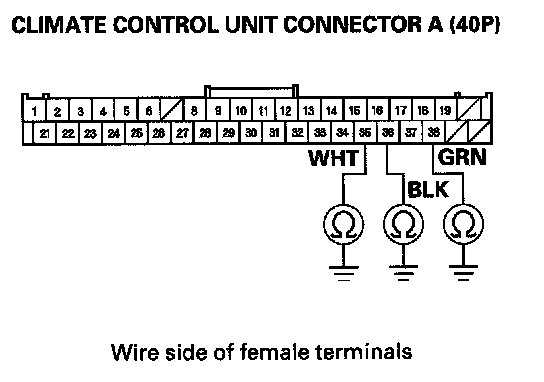 CLIMATE CONTROL UNIT CONNECTOR A (40P)
1 2 3 4 5 6 8 9 10 11 12 13 14 15 16 17 18 19
21 22 23 24 25 26 27 28 29 30 31 32 33 34 35 36 37 38
WHT GRN
BLK
Ω Ω Ω
Wire side of female terminals